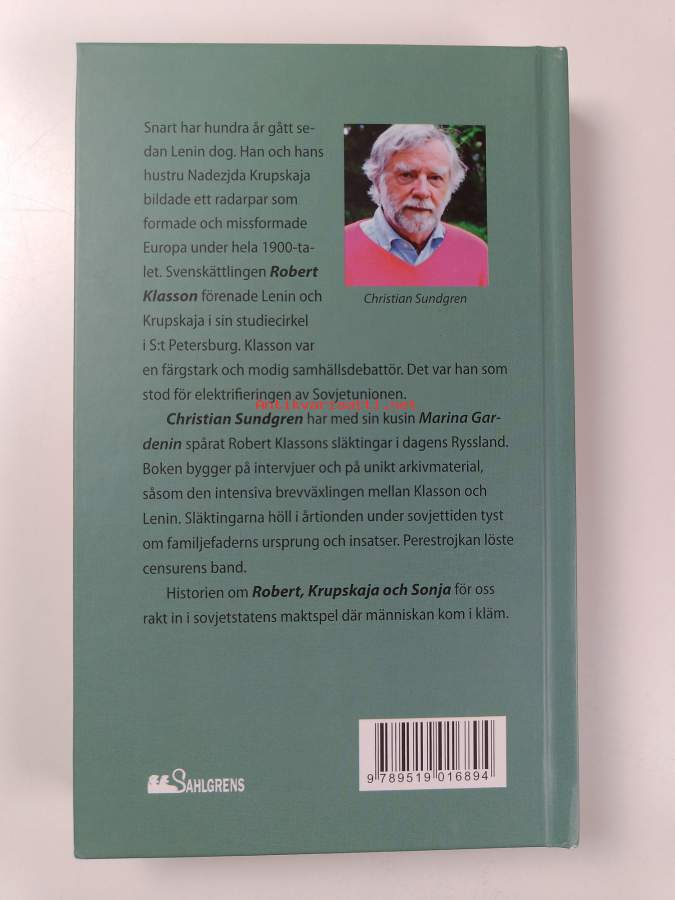 Snart har hundra år gått se-
dan Lenin dog. Han och hans
hustru Nadezjda Krupskaja
bildade ett radarpar som
formade och missformade
Europa under hela 1900-ta-
let. Svenskättlingen Robert
Klasson förenade Lenin och
Krupskaja i sin studiecirkel
i S:t Petersburg. Klasson var
en färgstark och modig samhällsdebattör. Det var han som
stod för elektrifieringen av Sovjetunionen.
Christian Sundgren har med sin kusin Marina Gar-
denin spårat Robert Klassons släktingar i dagens Ryssland.
Boken bygger på intervjuer och på unikt arkivmaterial,
såsom den intensiva brevväxlingen mellan Klasson och
Lenin. Släktingarna höll i årtionden under sovjettiden tyst
om familjefaderns ursprung och insatser. Perestrojkan löste
censurens band.
Historien om Robert, Krupskaja och Sonja för oss
rakt in i sovjetstatens maktspel där människan kom i kläm.
Christian Sundgren
Antikvariaatti.net
SAHLGRENS
9 789519 016894